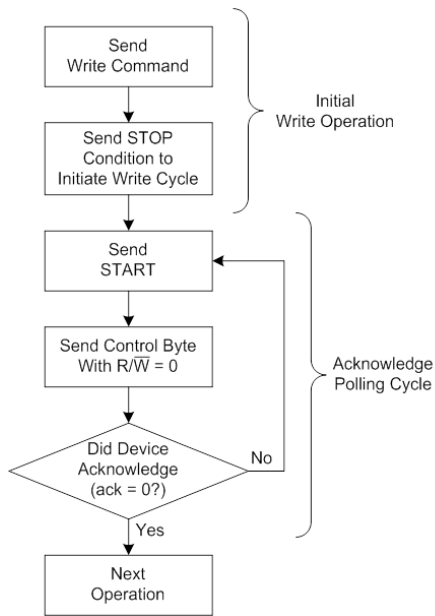 Send
Write Command
Initial
Write Operation
Send STOP
Condition to
Initiate Write Cycle
Send
START
Send Control Byte
With R/W̅ = 0
Acknowledge
Polling Cycle
Did Device
Acknowledge
(ack = 0?)
No
Yes
Next
Operation